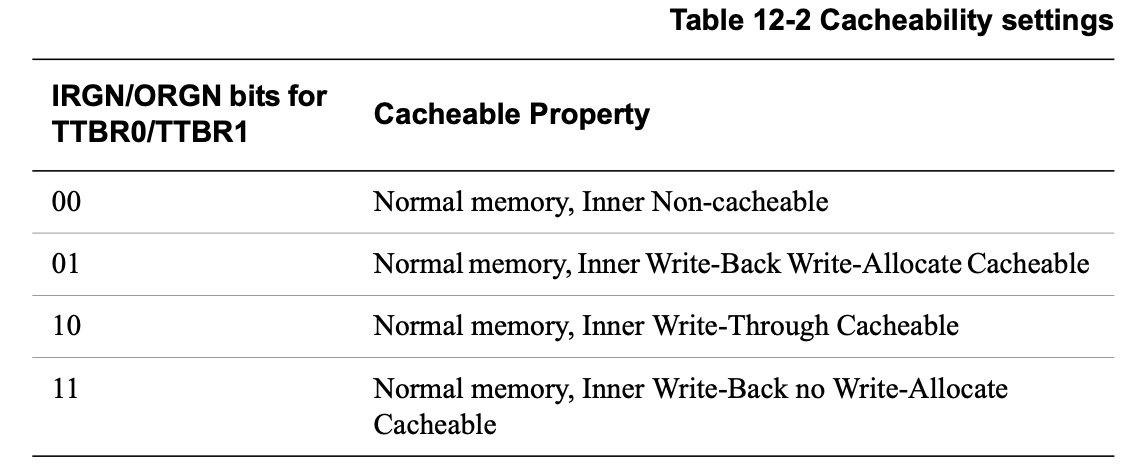 Table 12-2 Cacheability settings
IRGN/ORGN bits for
TTBR0/TTBR1
Cacheable Property
00
Normal memory, Inner Non-cacheable
01
Normal memory, Inner Write-Back Write-Allocate Cacheable
10
Normal memory, Inner Write-Through Cacheable
11
Normal memory, Inner Write-Back no Write-Allocate
Cacheable